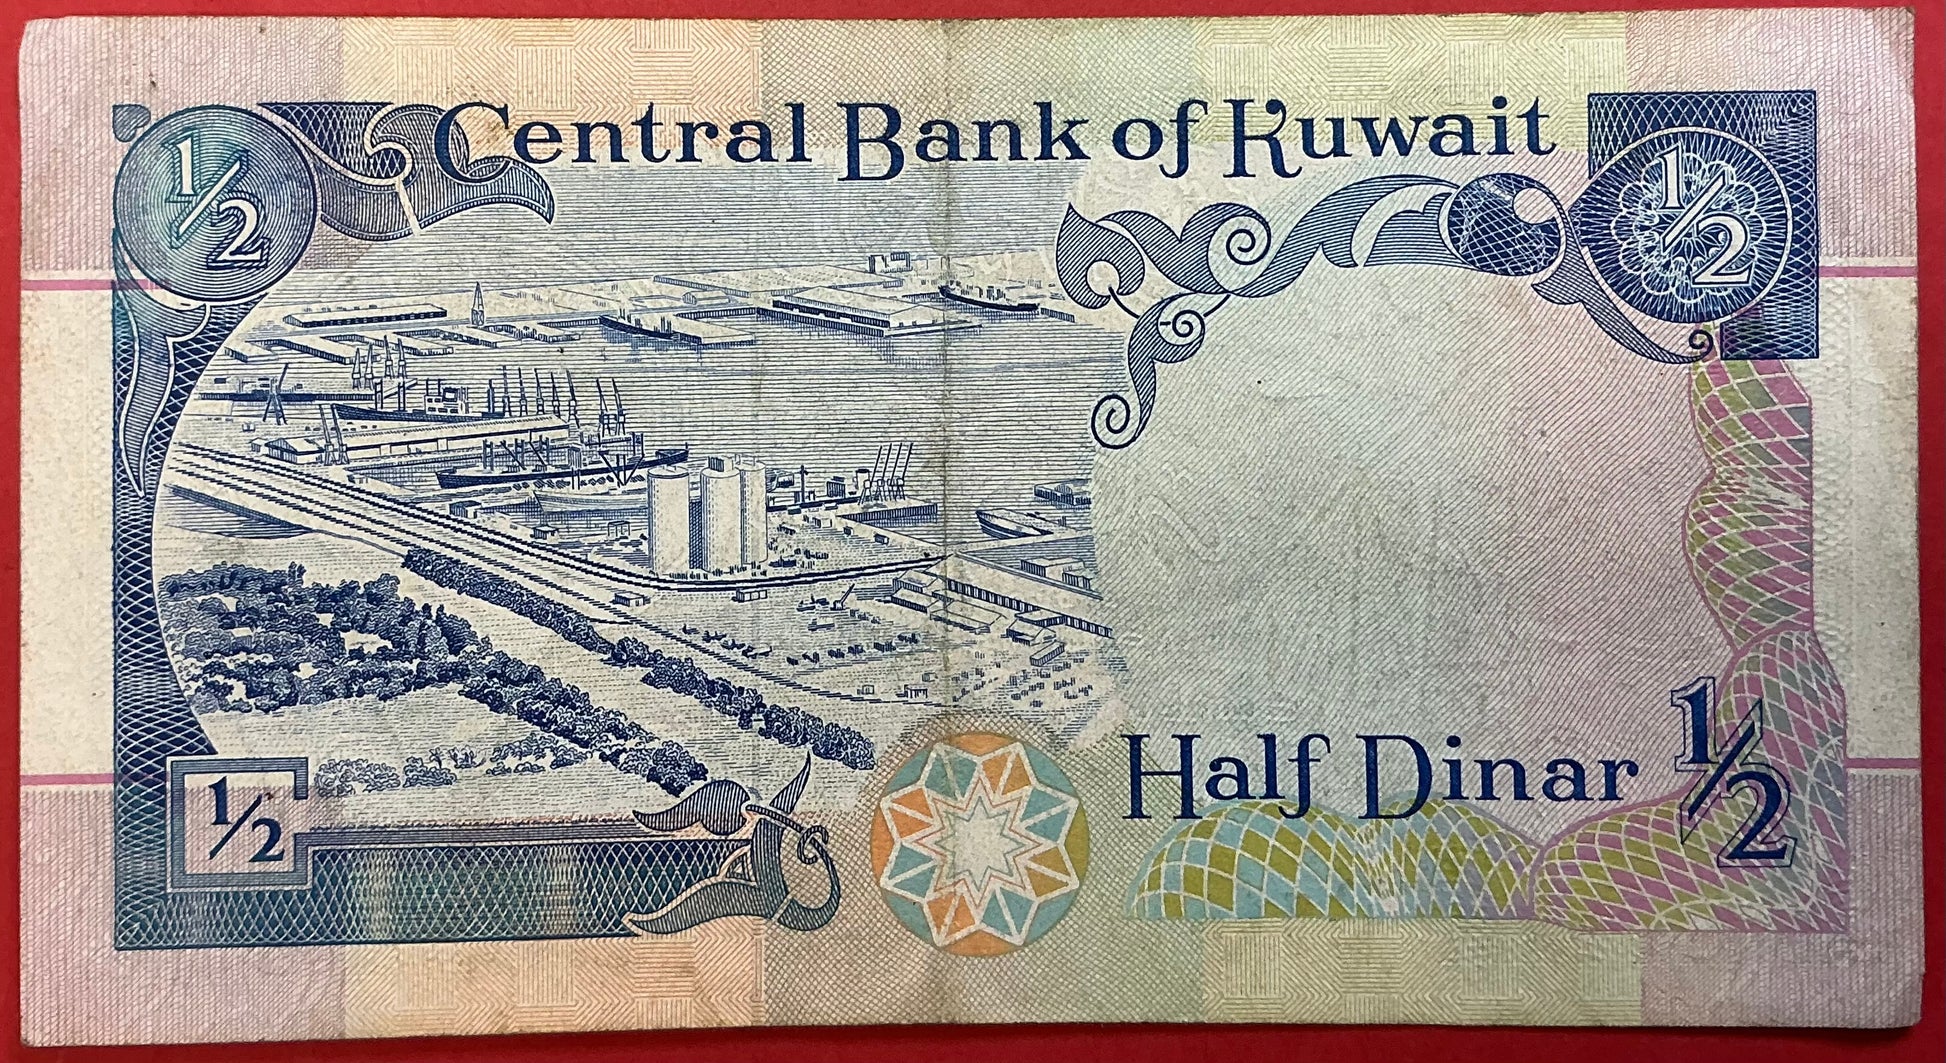 Central Bank of Kuwait
1/2
1/2
Half Dinar
1/2
1/2